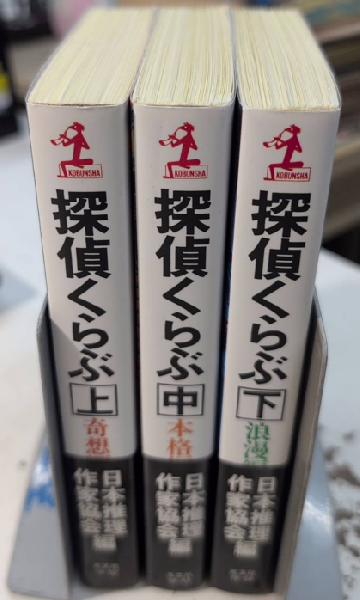 KOBUNSHA
探偵くらぶ
上
奇想
日本推理
作家協会
編
KOBUNSHA
探偵くらぶ
中
本格
日本推理
作家協会
編
KOBUNSHA
探偵くらぶ
下
浪漫
日本推理
作家協会
編